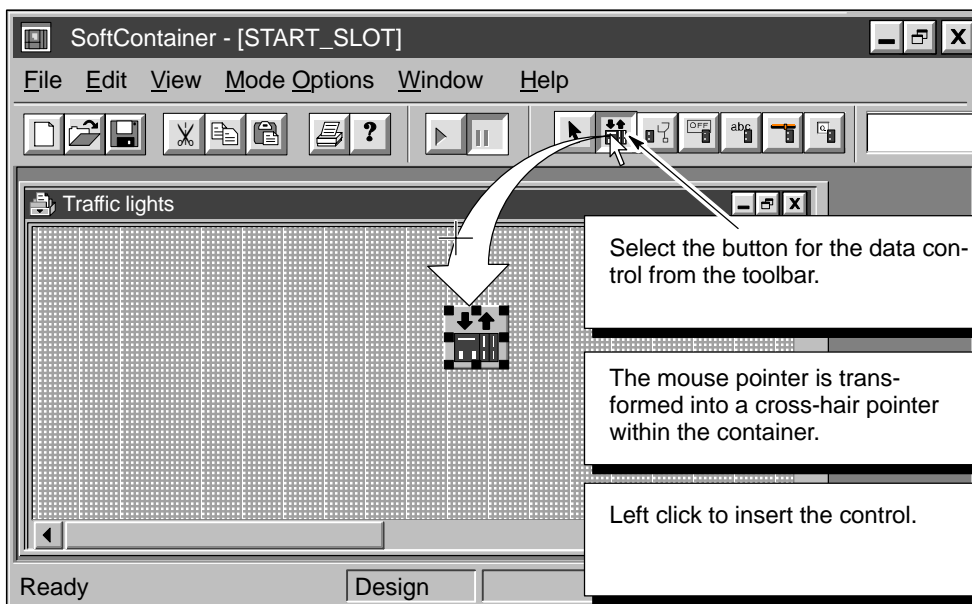 SoftContainer - [START_SLOT]
File Edit View Mode Options Window Help
OFF
abc
Traffic lights
Select the button for the data con-
trol from the toolbar.
The mouse pointer is trans-
formed into a cross-hair pointer
within the container.
Left click to insert the control.
Ready
Design